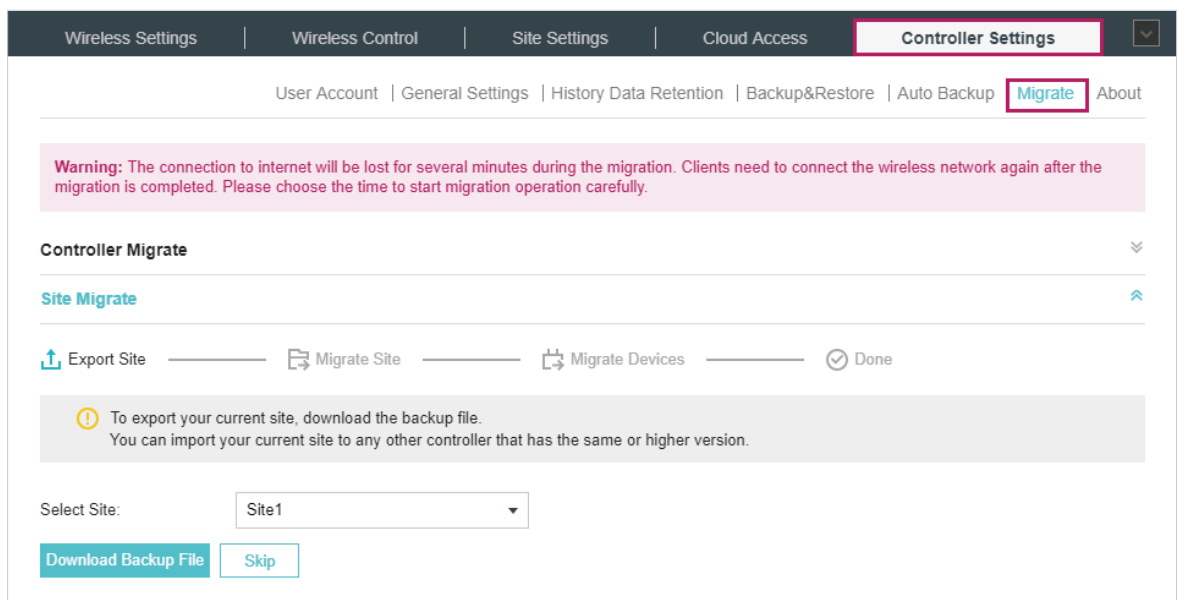 Wireless Settings | Wireless Control | Site Settings | Cloud Access Controller Settings
User Account | General Settings | History Data Retention | Backup&Restore | Auto Backup Migrate About
Warning: The connection to internet will be lost for several minutes during the migration. Clients need to connect the wireless network again after the
migration is completed. Please choose the time to start migration operation carefully.
Controller Migrate
Site Migrate
Export Site Migrate Site Migrate Devices Done
To export your current site, download the backup file.
You can import your current site to any other controller that has the same or higher version.
Select Site: Site1
Download Backup File Skip